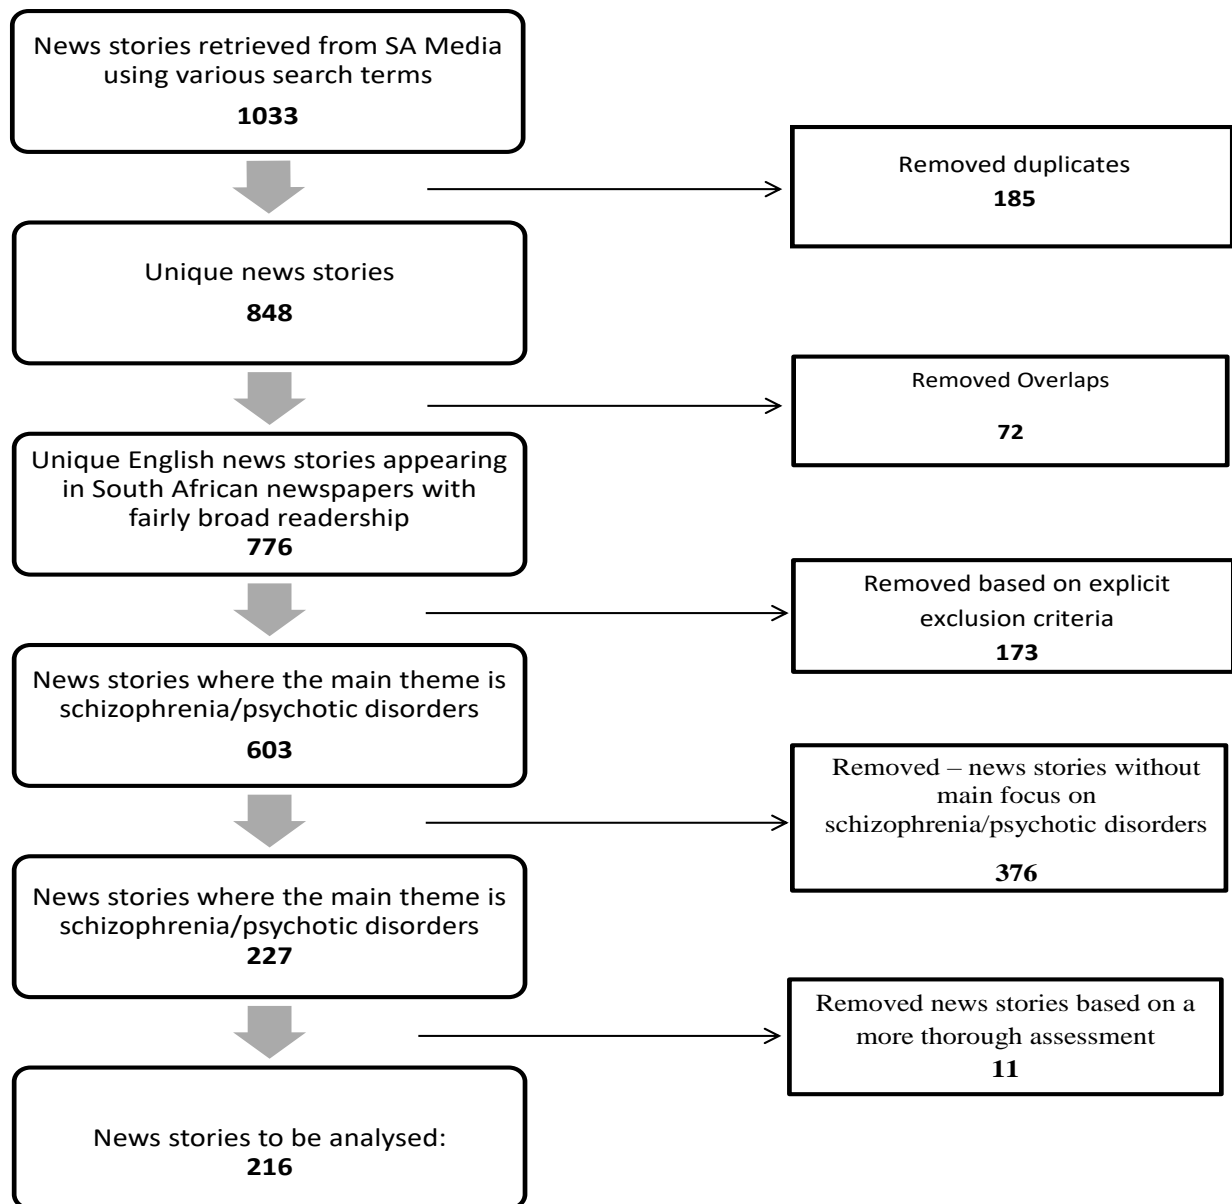 News stories retrieved from SA Media
using various search terms
1033
Removed duplicates
185
Unique news stories
848
Removed Overlaps
72
Unique English news stories appearing
in South African newspapers with
fairly broad readership
776
Removed based on explicit
exclusion criteria
173
News stories where the main theme is
schizophrenia/psychotic disorders
603
Removed – news stories without
main focus on
schizophrenia/psychotic disorders
376
News stories where the main theme is
schizophrenia/psychotic disorders
227
Removed news stories based on a
more thorough assessment
11
News stories to be analysed:
216